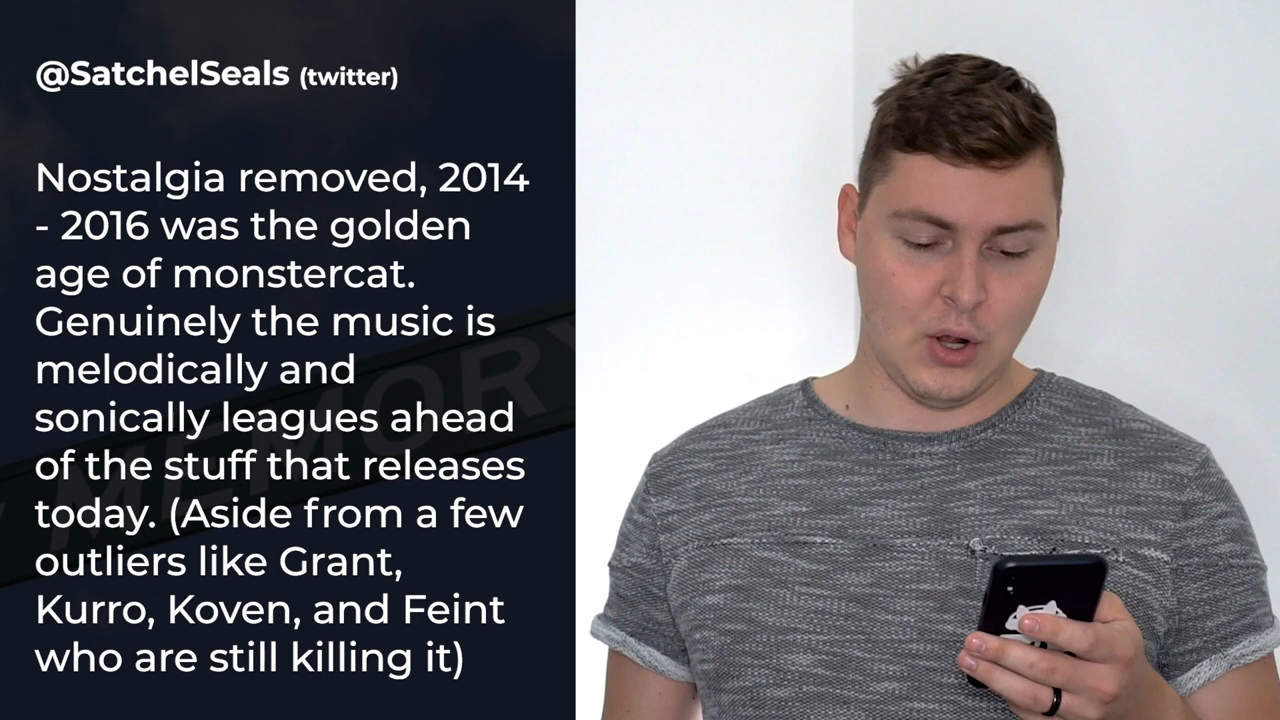 @SatchelSeals (twitter)
Nostalgia removed, 2014
- 2016 was the golden
age of monstercat.
Genuinely the music is
melodically and
sonically leagues ahead
of the stuff that releases
today. (Aside from a few
outliers like Grant,
Kurro, Koven, and Feint
who are still killing it)
MEMORY